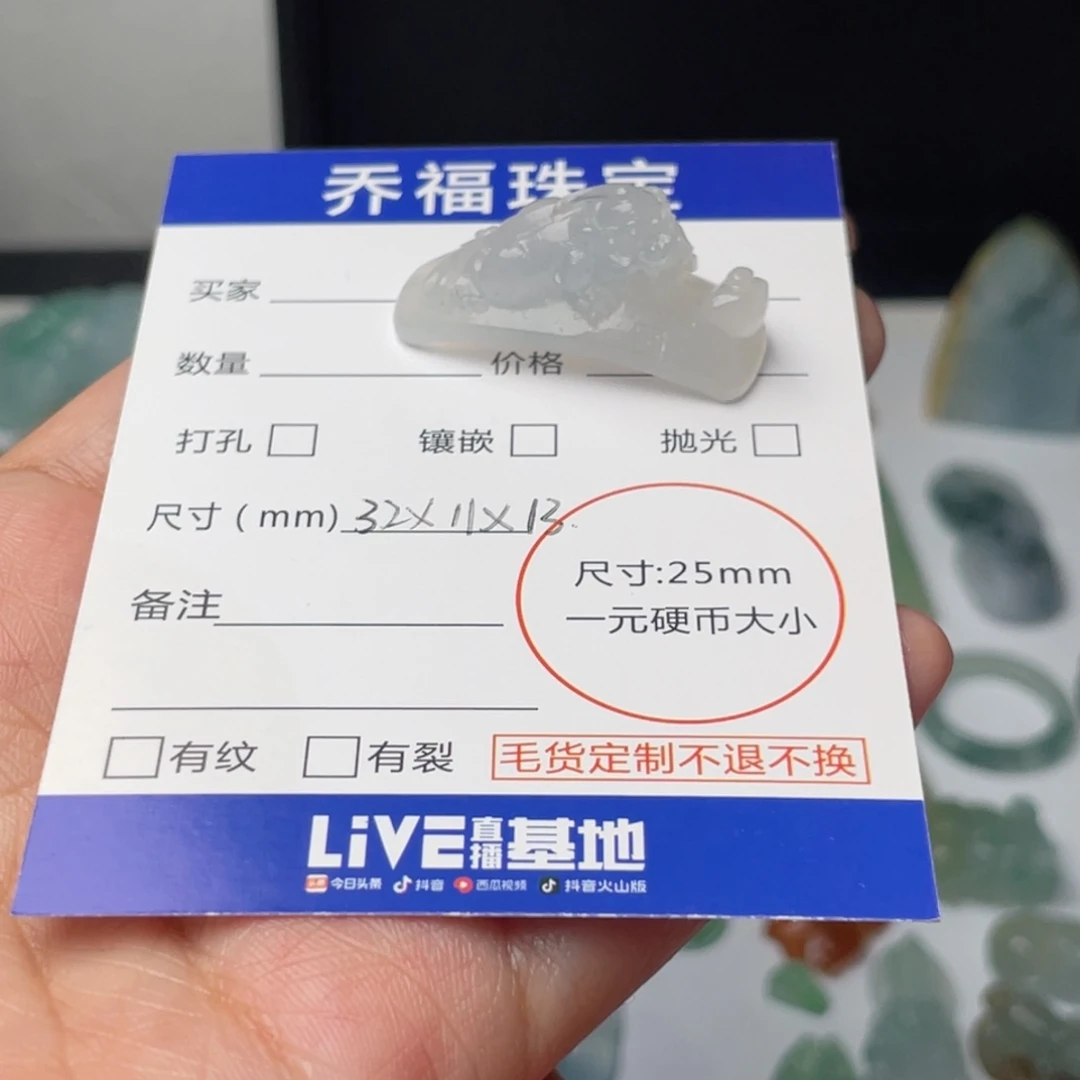 乔福珠宝
买家
数量 价格
打孔 镶嵌 抛光
尺寸(mm) 32×11×13.
尺寸:25mm
一元硬币大小
备注
有纹 有裂 毛货定制不退不换
LiVE直播基地
头条 今日头条 抖音 西瓜视频 抖音火山版